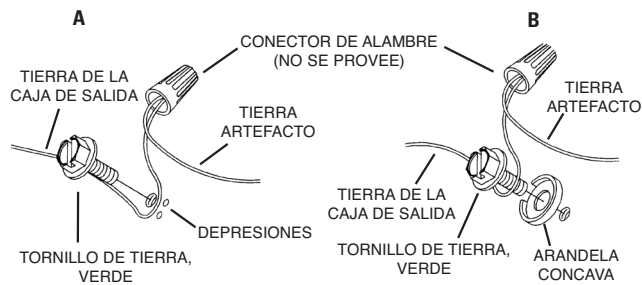 A
B
CONECTOR DE ALAMBRE
(NO SE PROVEE)
TIERRA DE LA
CAJA DE SALIDA
TIERRA
ARTEFACTO
DEPRESIONES
TORNILLO DE TIERRA,
VERDE
TIERRA
ARTEFACTO
TIERRA DE LA
CAJA DE SALIDA
TORNILLO DE TIERRA,
VERDE
ARANDELA
CONCAVA